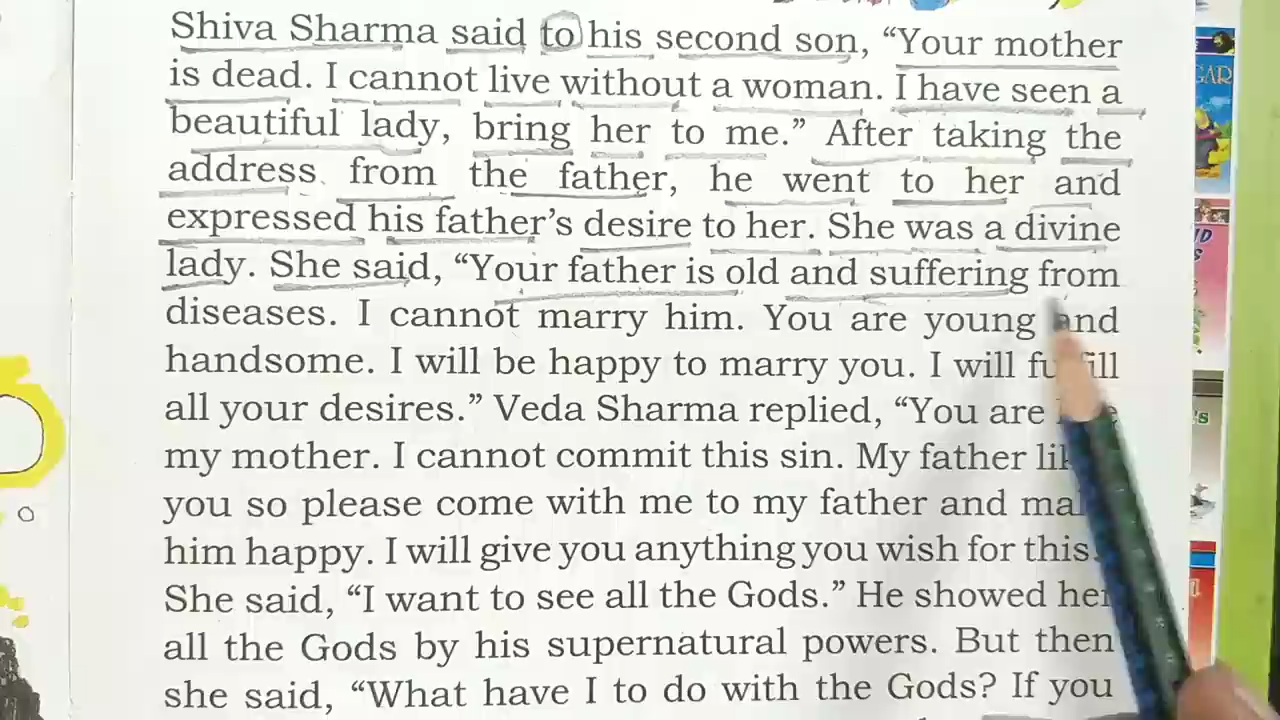 Shiva Sharma said to his second son, “Your mother
is dead. I cannot live without a woman. I have seen a
beautiful lady, bring her to me.” After taking the
address from the father, he went to her and
expressed his father’s desire to her. She was a divine
lady. She said, “Your father is old and suffering from
diseases. I cannot marry him. You are young and
handsome. I will be happy to marry you. I will
all your desires.” Veda Sharma replied, “You are
my mother. I cannot commit this sin. My father
you so please come with me to my father and
him happy. I will give you anything you wish for this.
She said, “I want to see all the Gods.” He showed her
all the Gods by his supernatural powers. But then
she said, “What have I to do with the Gods? If you
GAR